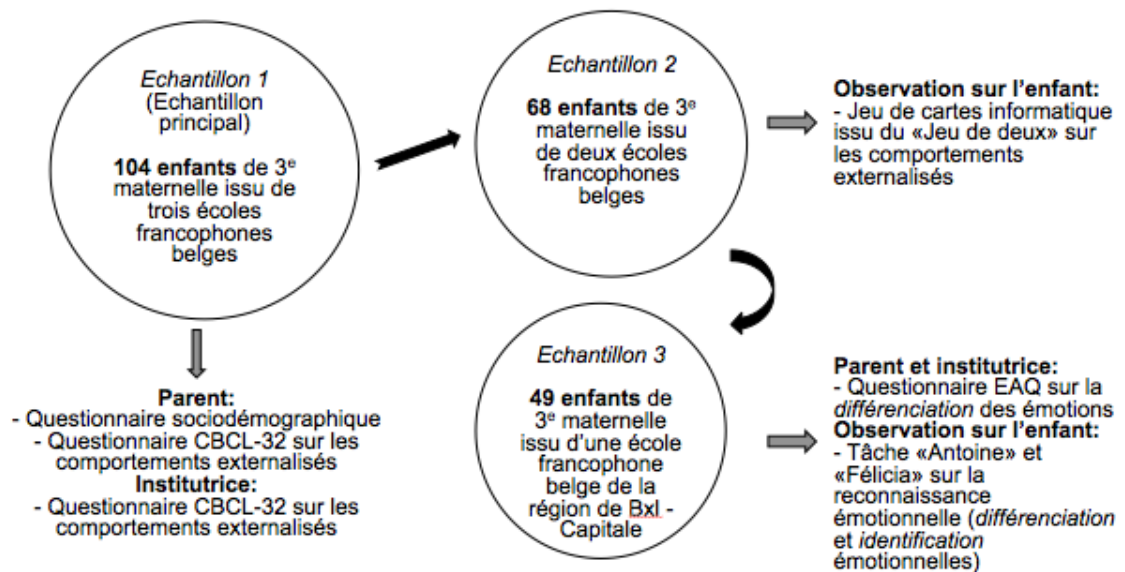 Echantillon 1
(Echantillon
principal)
104 enfants de 3e
maternelle issu de
trois écoles
francophones
belges
Parent:
- Questionnaire sociodémographique
- Questionnaire CBCL-32 sur les
comportements externalisés
Institutrice:
- Questionnaire CBCL-32 sur les
comportements externalisés
Echantillon 2
68 enfants de 3e
maternelle issu
de deux écoles
francophones
belges
Observation sur l’enfant:
- Jeu de cartes informatique
issu du «Jeu de deux» sur
les comportements
externalisés
Echantillon 3
49 enfants de
3e maternelle
issu d’une école
francophone
belge de la
région de Bxl -
Capitale
Parent et institutrice:
- Questionnaire EAQ sur la
différenciation des émotions
Observation sur l’enfant:
- Tâche «Antoine» et
«Félicia» sur la
reconnaissance
émotionnelle (différenciation
et identification
émotionnelles)